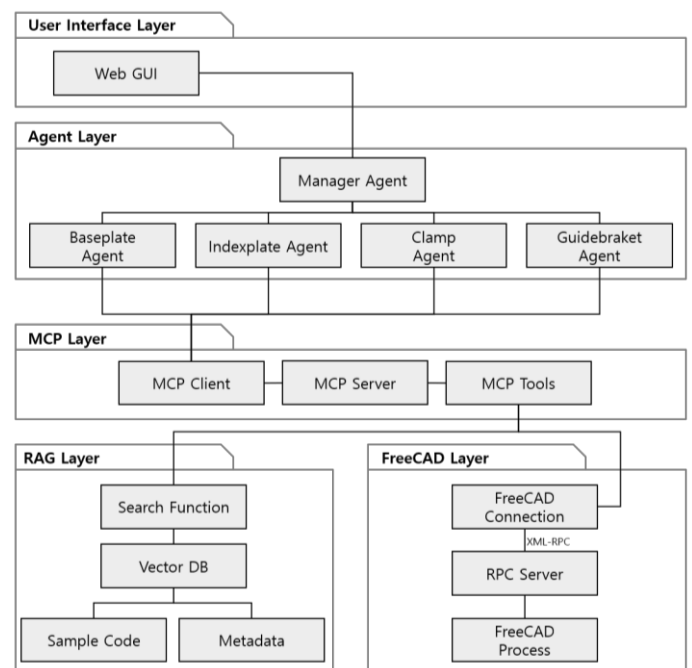 User Interface Layer
Web GUI
Agent Layer
Manager Agent
Baseplate
Agent
Indexplate Agent
Clamp
Agent
Guidebraket
Agent
MCP Layer
MCP Client
MCP Server
MCP Tools
RAG Layer
Search Function
Vector DB
Sample Code
Metadata
FreeCAD Layer
FreeCAD
Connection
XML-RPC
RPC Server
FreeCAD
Process